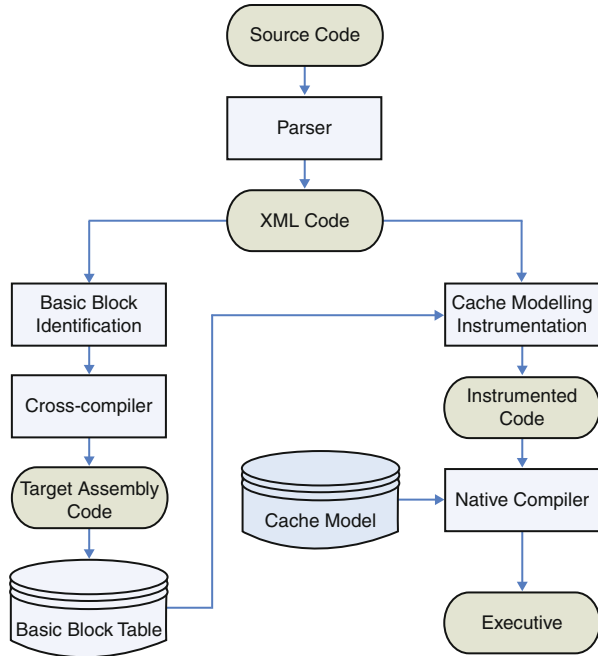 Source Code
Parser
XML Code
Basic Block
Identification
Cache Modelling
Instrumentation
Cross-compiler
Instrumented
Code
Target Assembly
Code
Cache Model
Native Compiler
Basic Block Table
Executive